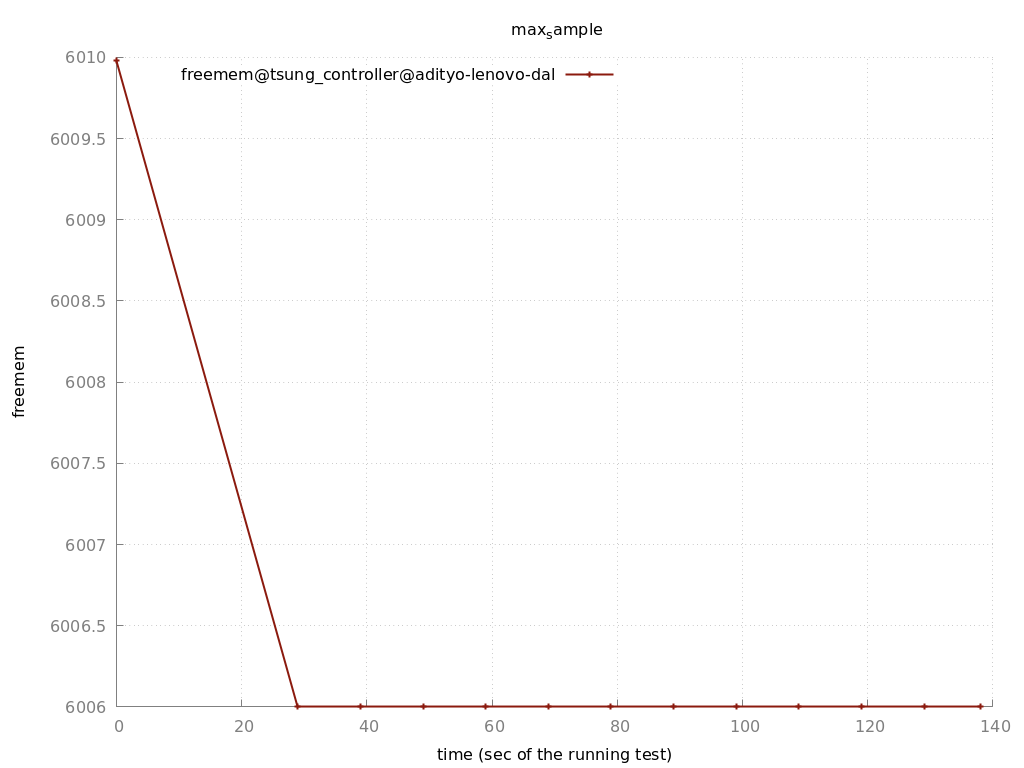 max_sample
6010
freemem@tsung_controller@adityo-lenovo-dal
6009.5
6009
6008.5
6008
freemem
6007.5
6007
6006.5
6006
0 20 40 60 80 100 120 140
time (sec of the running test)